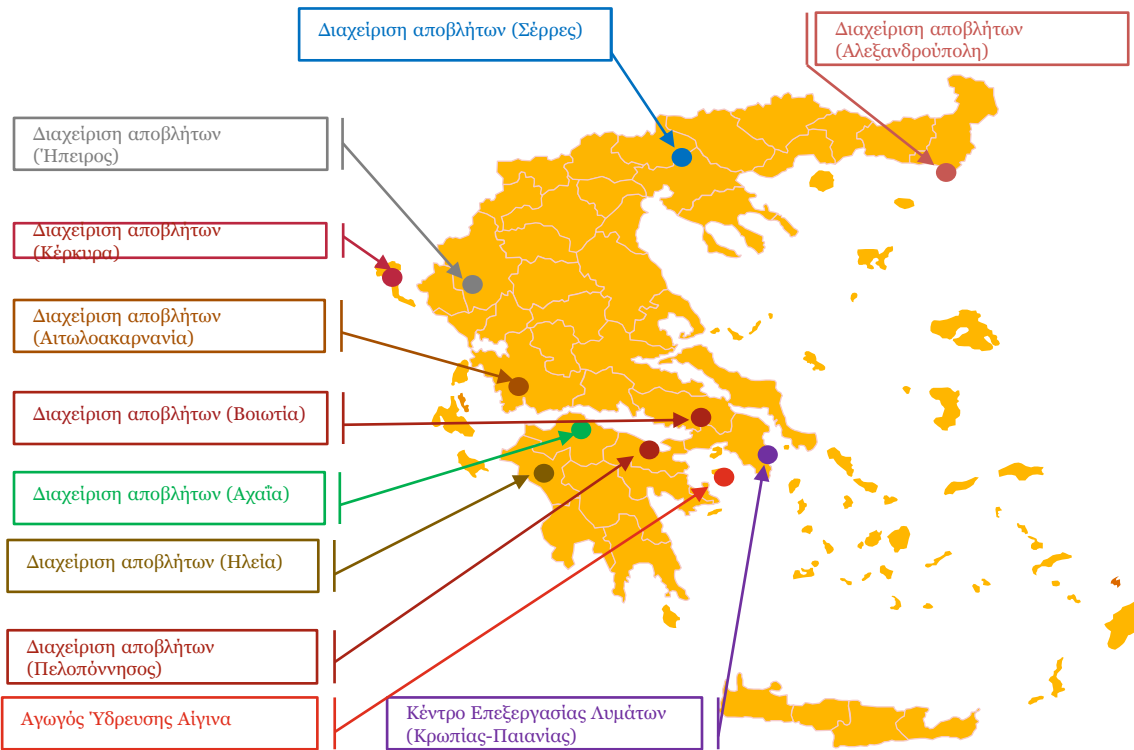 Διαχείριση αποβλήτων (Σέρρες)
Διαχείριση αποβλήτων
(Αλεξανδρούπολη)
Διαχείριση αποβλήτων
(Ήπειρος)
Διαχείριση αποβλήτων
(Κέρκυρα)
Διαχείριση αποβλήτων
(Αιτωλοακαρνανία)
Διαχείριση αποβλήτων (Βοιωτία)
Διαχείριση αποβλήτων (Αχαΐα)
Διαχείριση αποβλήτων (Ηλεία)
Διαχείριση αποβλήτων
(Πελοπόννησος)
Αγωγός Ύδρευσης Αίγινα
Κέντρο Επεξεργασίας Λυμάτων
(Κρωπίας-Παιανίας)